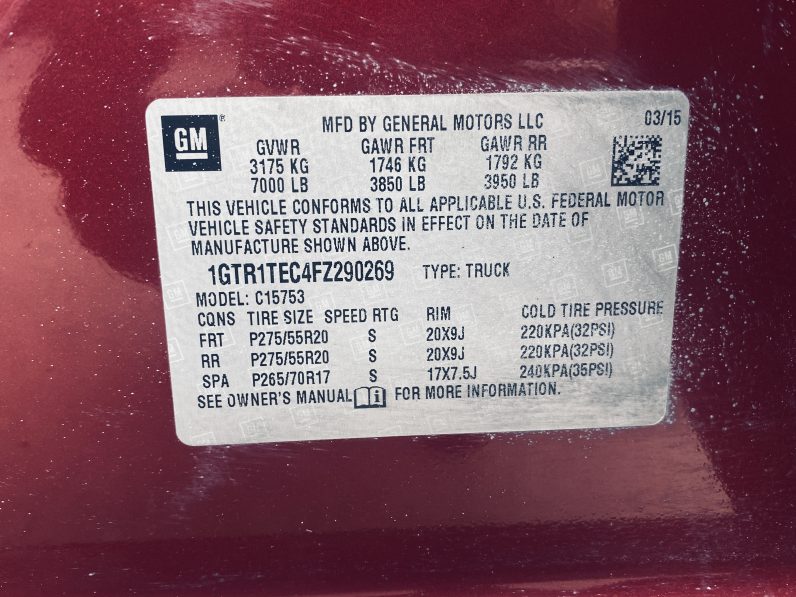 GM® MFD BY GENERAL MOTORS LLC 03/15
GVWR GAWR FRT GAWR RR
3175 KG 1746 KG 1792 KG
7000 LB 3850 LB 3950 LB
THIS VEHICLE CONFORMS TO ALL APPLICABLE U.S. FEDERAL MOTOR
VEHICLE SAFETY STANDARDS IN EFFECT ON THE DATE OF
MANUFACTURE SHOWN ABOVE.
1GTR1TEC4FZ290269 TYPE: TRUCK
MODEL: C15753
CQNS TIRE SIZE SPEED RTG RIM COLD TIRE PRESSURE
FRT P275/55R20 S 20X9J 220KPA(32PSI)
RR P275/55R20 S 20X9J 220KPA(32PSI)
SPA P265/70R17 S 17X7.5J 240KPA(35PSI)
SEE OWNER'S MANUAL FOR MORE INFORMATION.